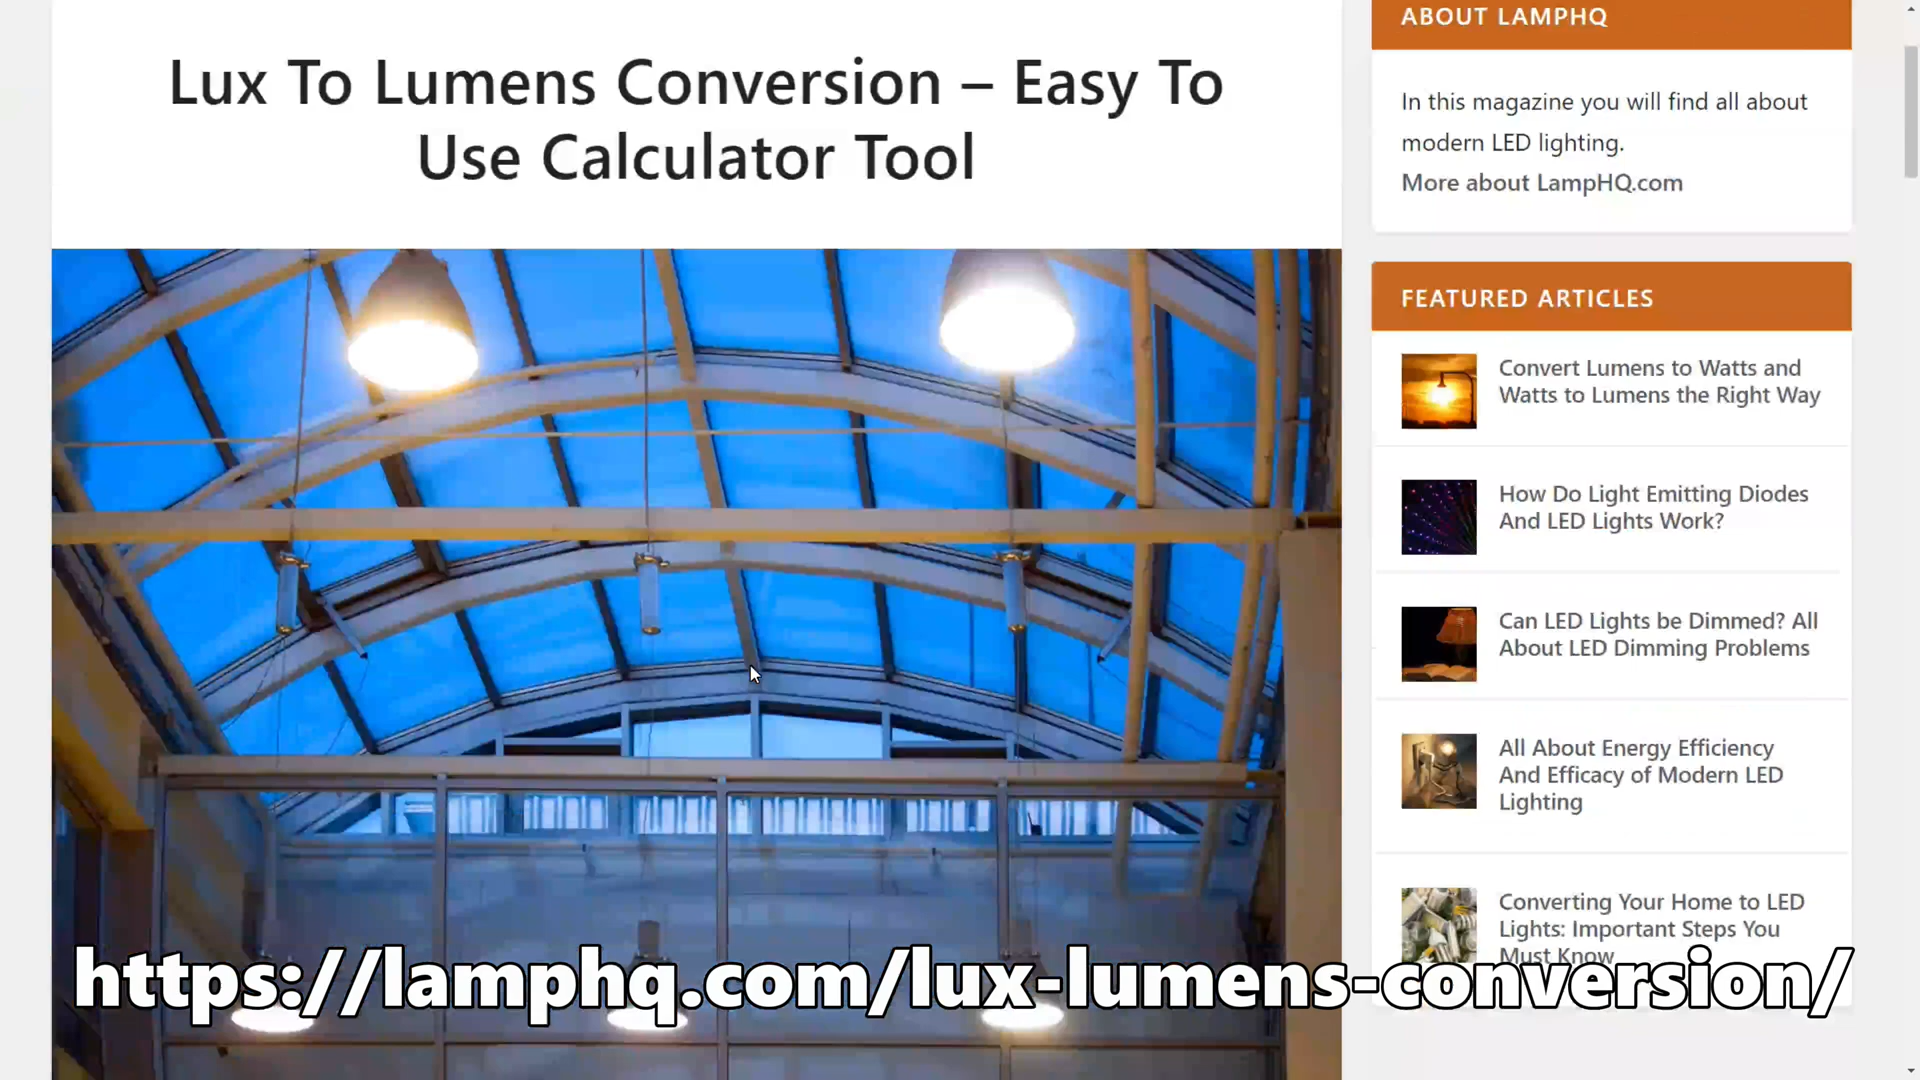 Lux To Lumens Conversion – Easy To
Use Calculator Tool
ABOUT LAMPHQ
In this magazine you will find all about
modern LED lighting.
More about LampHQ.com
FEATURED ARTICLES
Convert Lumens to Watts and
Watts to Lumens the Right Way
How Do Light Emitting Diodes
And LED Lights Work?
Can LED Lights be Dimmed? All
About LED Dimming Problems
All About Energy Efficiency
And Efficacy of Modern LED
Lighting
Converting Your Home to LED
Lights: Important Steps You
Must Know
https://lamphq.com/lux-lumens-conversion/